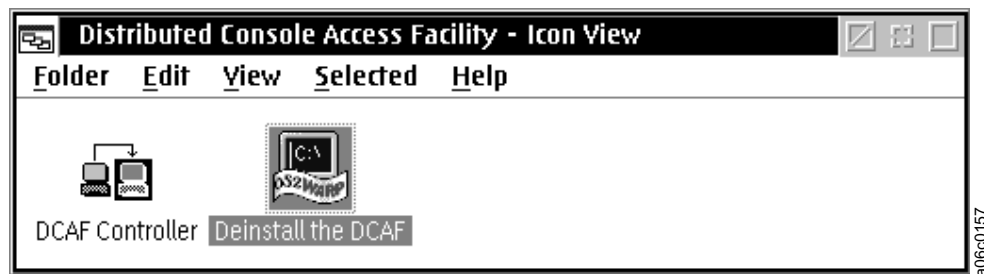 Distributed Console Access Facility - Icon View
Folder Edit View Selected Help
C:\
OS2WARP
DCAF Controller Deinstall the DCAF
a06c0157